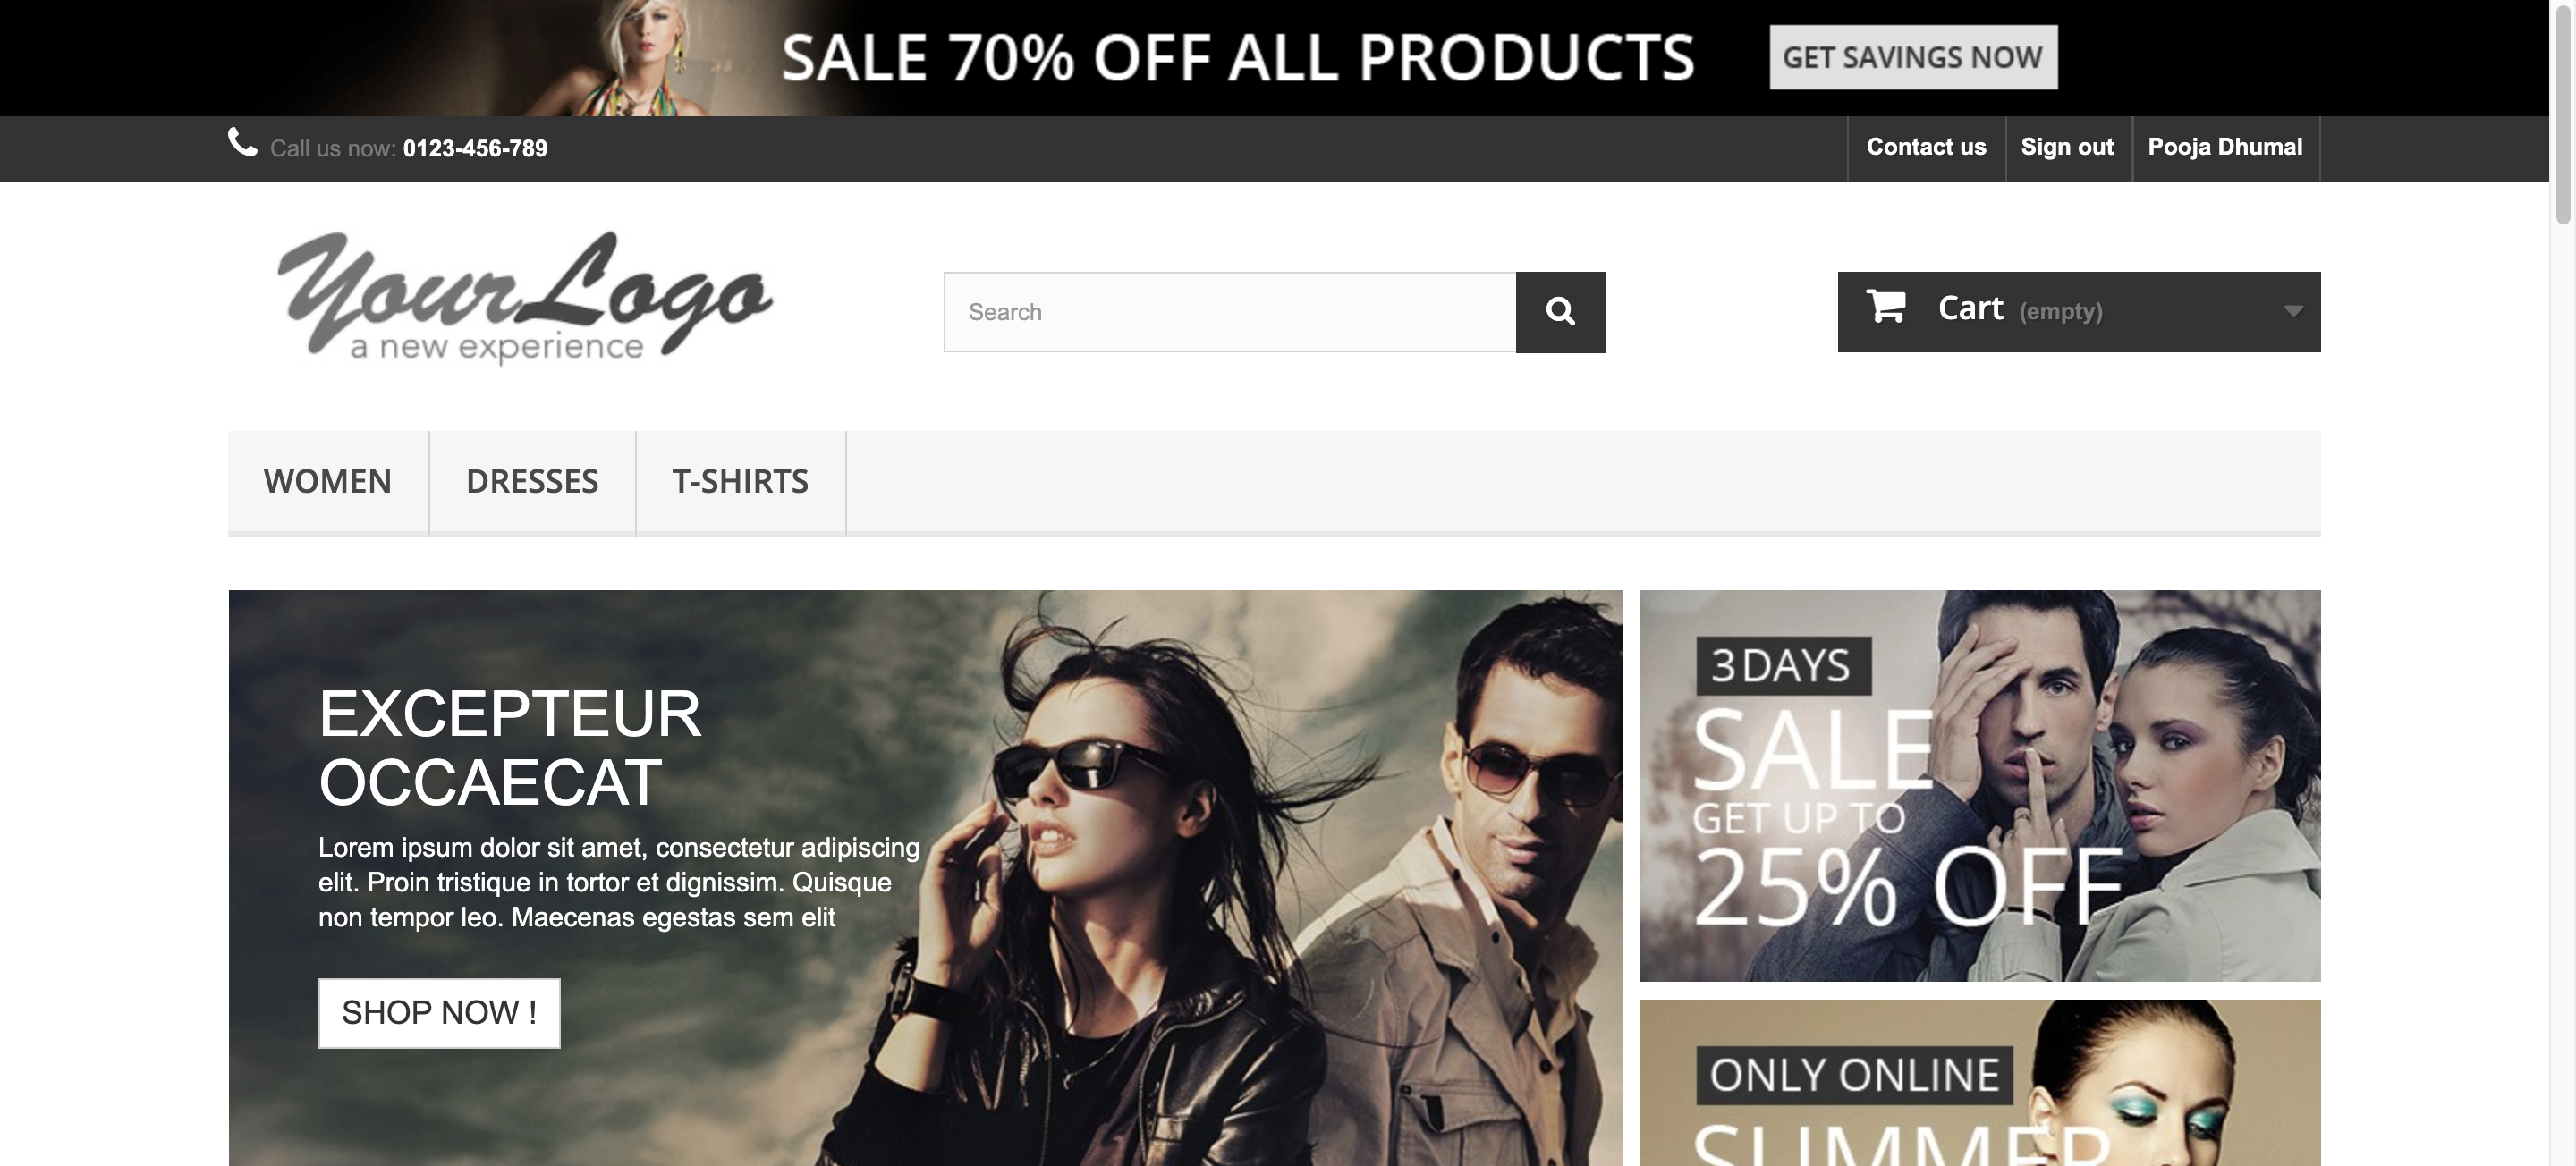 SALE 70% OFF ALL PRODUCTS
GET SAVINGS NOW
Call us now: 0123-456-789
Contact us
Sign out
Pooja Dhumal
Your Logo
a new experience
Search
Cart (empty)
WOMEN
DRESSES
T-SHIRTS
EXCEPTEUR
OCCAECAT
Lorem ipsum dolor sit amet, consectetur adipiscing
elit. Proin tristique in tortor et dignissim. Quisque
non tempor leo. Maecenas egestas sem elit
SHOP NOW !
3 DAYS
SALE
GET UP TO
25% OFF
ONLY ONLINE
SUMMER